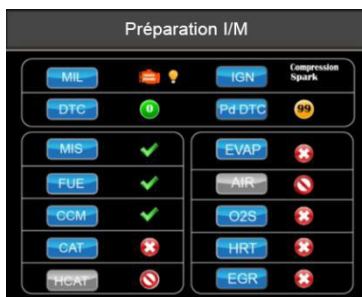 Préparation I/M
MIL
IGN
Compression
Spark
DTC
0
Pd DTC
99
MIS
EVAP
FUE
AIR
CCM
O2S
CAT
HRT
HCAT
EGR